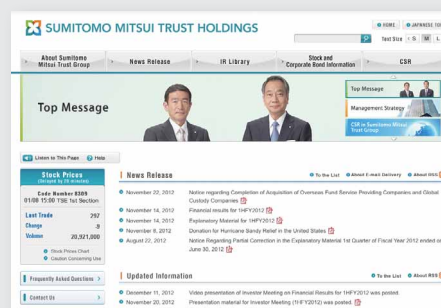 SUMITOMO MITSUI TRUST HOLDINGS
HOME JAPANESE TO
Text Size S M L
About Sumitomo Mitsui Trust Group
News Release
IR Library
Stock and Corporate Bond Information
CSR
Top Message
Top Message
Management Strategy
CSR in Sumitomo Mitsui Trust Group
Listen to This Page Help
Stock Prices
(delayed by 20 minutes)
Code Number 8309
01/08 15:00 TSE 1st Section
Last Trade 297
Change -8
Volume 20,921,000
Stock Prices Chart
Caution Concerning Use
Frequently Asked Questions
Contact Us
News Release
To the List About E-mail Delivery About RSS
November 22, 2012 Notice regarding Completion of Acquisition of Overseas Fund Service Providing Companies and Global
Custody Companies
November 14, 2012 Financial results for 1HFY2012
November 14, 2012 Explanatory Material for 1HFY2012
November 8, 2012 Donation for Hurricane Sandy Relief in the United States
August 22, 2012 Notice Regarding Partial Correction in the Explanatory Material 1st Quarter of Fiscal Year 2012 ended on
June 30, 2012
Updated Information
To the List About RSS
December 11, 2012 Video presentation of Investor Meeting on Financial Results for 1HFY2012 was posted.
November 20, 2012 Presentation material for Investor Meeting (1HFY2012) was posted.